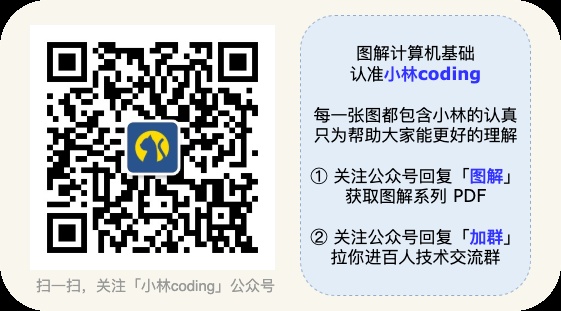 扫一扫，关注「小林coding」公众号
图解计算机基础
认准小林coding
每一张图都包含小林的认真
只为帮助大家能更好的理解
① 关注公众号回复「图解」
获取图解系列 PDF
② 关注公众号回复「加群」
拉你进百人技术交流群